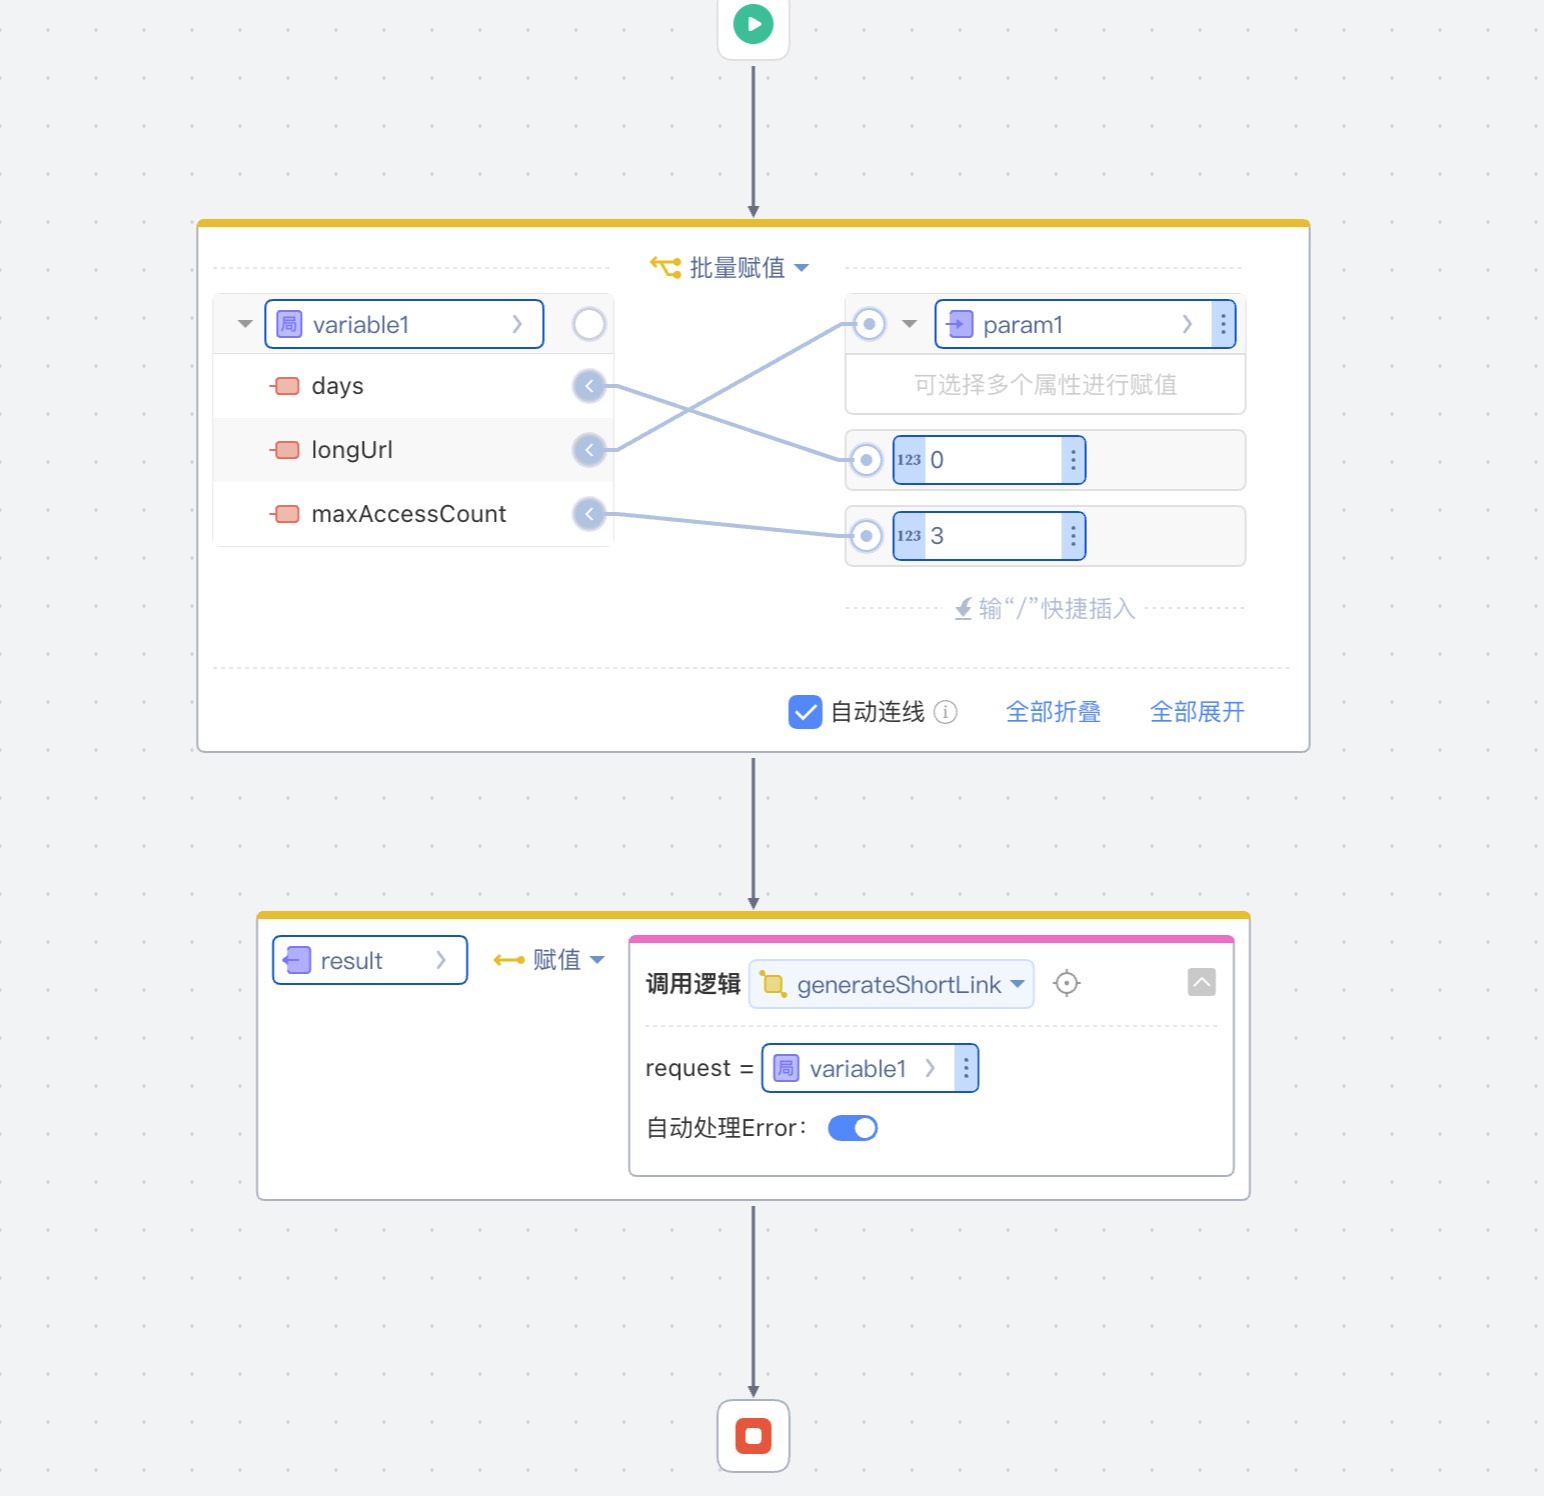 批量赋值
局 variable1
param1
days
可选择多个属性进行赋值
longUrl
123 0
maxAccessCount
123 3
输“/”快捷插入
自动连线
全部折叠
全部展开
result
赋值
调用逻辑 generateShortLink
request = 局 variable1
自动处理Error：